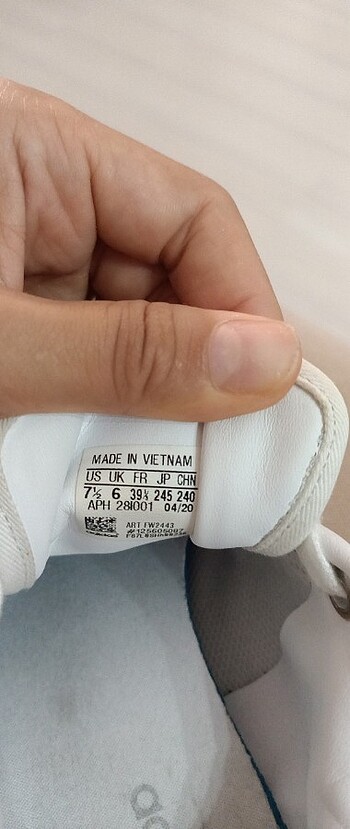 MADE IN VIETNAM
US UK FR JP CHN
7½ 6 39⅓ 245 240
APH 28I001 04/20
ART FW2443